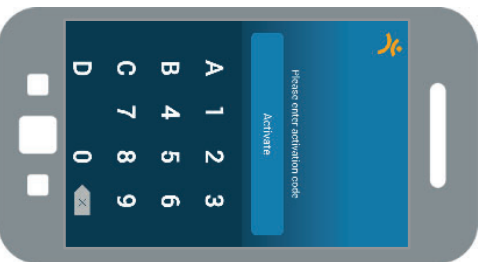 Please enter activation code
Activate
A 1 2 3
B 4 5 6
C 7 8 9
D 0